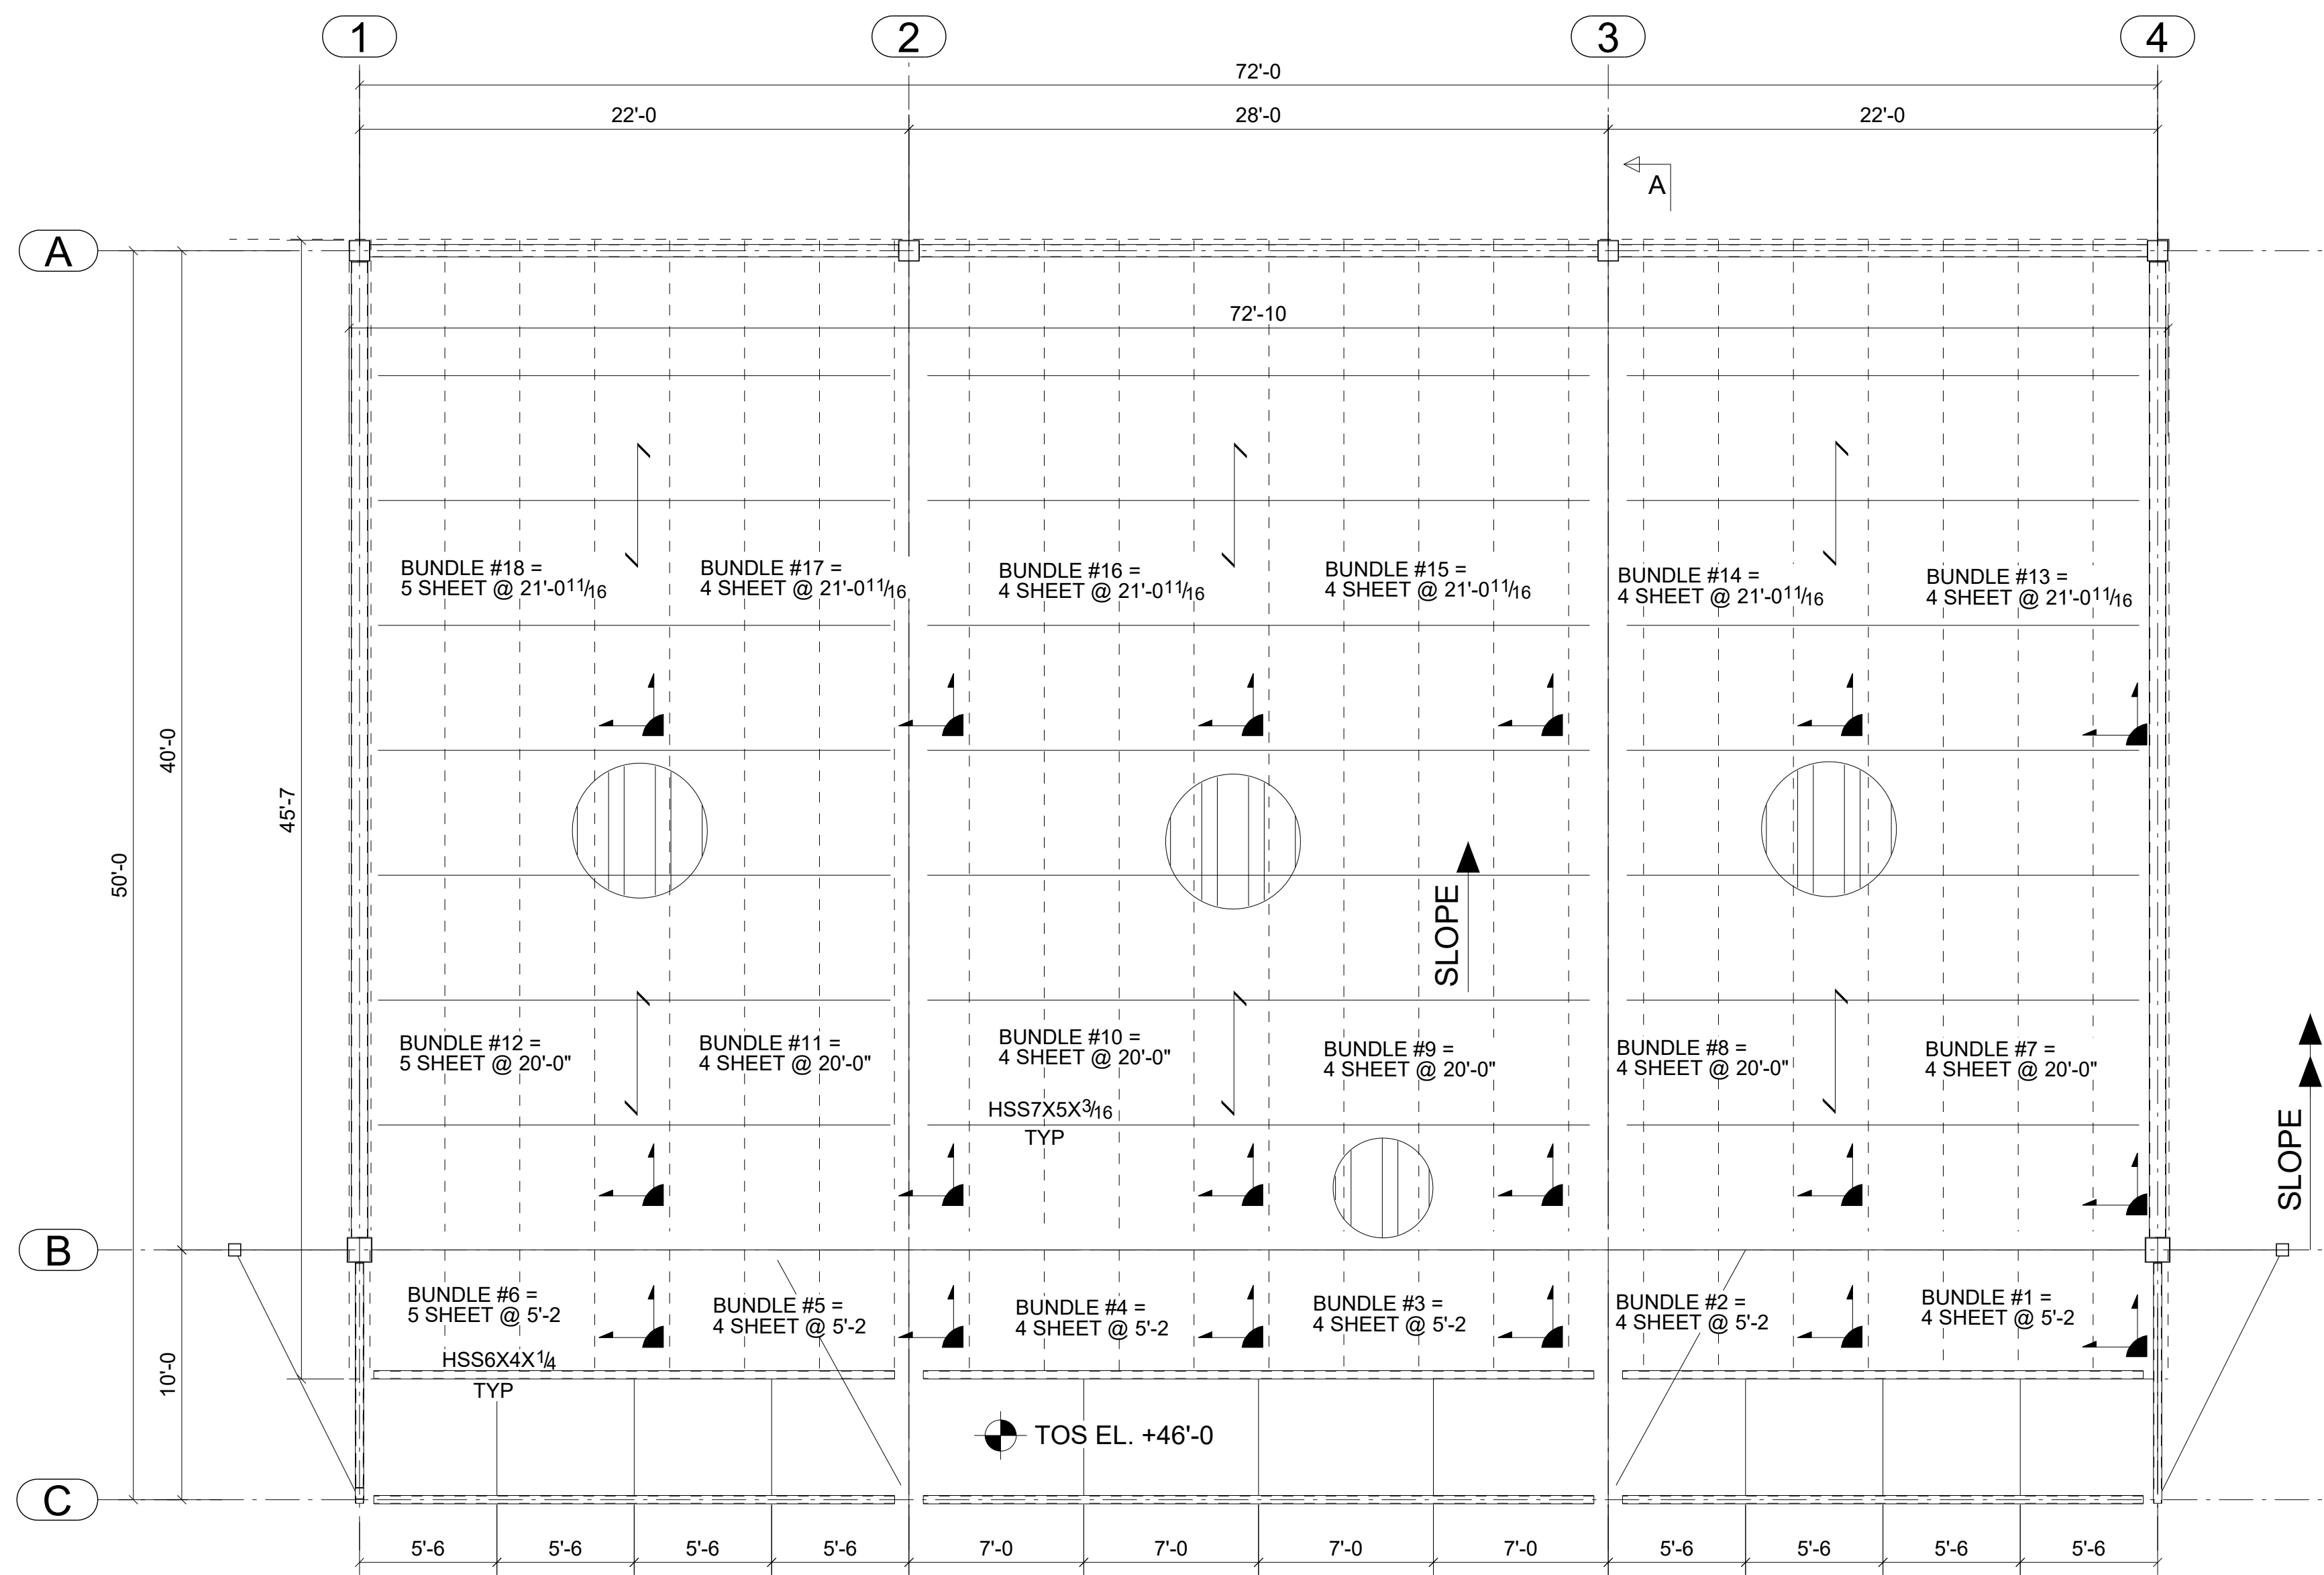 1
2
3
4
72'-0
22'-0
28'-0
22'-0
A
A
72'-10
BUNDLE #18 =
5 SHEET @ 21'-0 11/16
BUNDLE #17 =
4 SHEET @ 21'-0 11/16
BUNDLE #16 =
4 SHEET @ 21'-0 11/16
BUNDLE #15 =
4 SHEET @ 21'-0 11/16
BUNDLE #14 =
4 SHEET @ 21'-0 11/16
BUNDLE #13 =
4 SHEET @ 21'-0 11/16
40'-0
45'-7
50'-0
SLOPE
BUNDLE #12 =
5 SHEET @ 20'-0"
BUNDLE #11 =
4 SHEET @ 20'-0"
BUNDLE #10 =
4 SHEET @ 20'-0"
BUNDLE #9 =
4 SHEET @ 20'-0"
BUNDLE #8 =
4 SHEET @ 20'-0"
BUNDLE #7 =
4 SHEET @ 20'-0"
HSS7X5X3/16
TYP
SLOPE
B
BUNDLE #6 =
5 SHEET @ 5'-2
BUNDLE #5 =
4 SHEET @ 5'-2
BUNDLE #4 =
4 SHEET @ 5'-2
BUNDLE #3 =
4 SHEET @ 5'-2
BUNDLE #2 =
4 SHEET @ 5'-2
BUNDLE #1 =
4 SHEET @ 5'-2
HSS6X4X1/4
TYP
10'-0
TOS EL. +46'-0
C
5'-6
5'-6
5'-6
5'-6
7'-0
7'-0
7'-0
7'-0
5'-6
5'-6
5'-6
5'-6